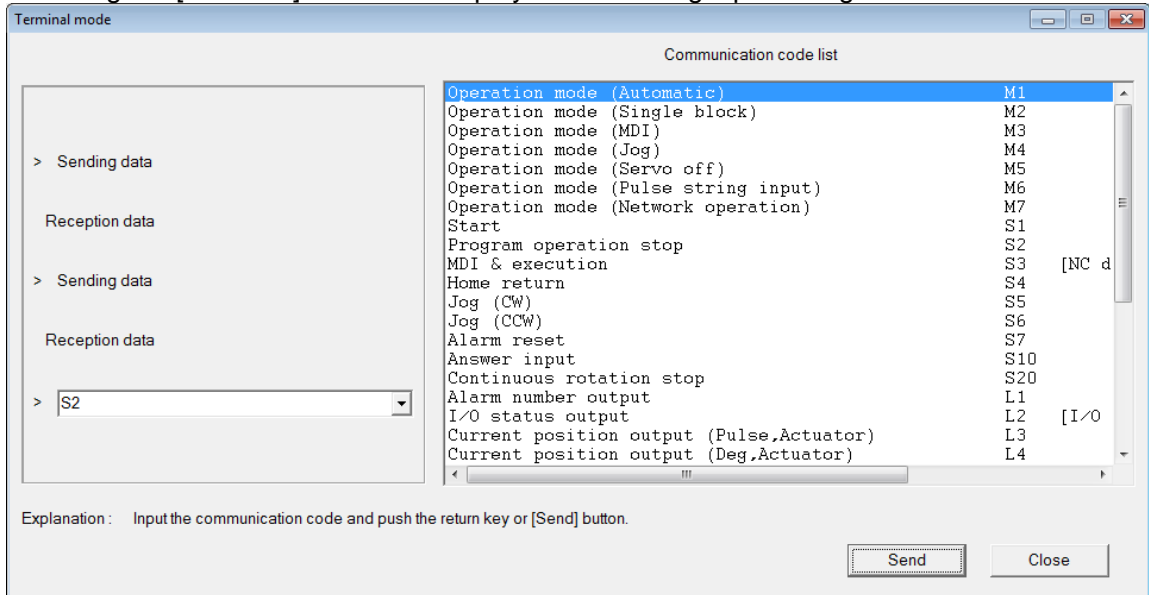 Terminal mode
Communication code list
> Sending data
Reception data
> Sending data
Reception data
> S2
Operation mode (Automatic) M1
Operation mode (Single block) M2
Operation mode (MDI) M3
Operation mode (Jog) M4
Operation mode (Servo off) M5
Operation mode (Pulse string input) M6
Operation mode (Network operation) M7
Start S1
Program operation stop S2
MDI & execution S3 [NC d
Home return S4
Jog (CW) S5
Jog (CCW) S6
Alarm reset S7
Answer input S10
Continuous rotation stop S20
Alarm number output L1
I/O status output L2 [I/O
Current position output (Pulse,Actuator) L3
Current position output (Deg,Actuator) L4
Explanation : Input the communication code and push the return key or [Send] button.
Send Close